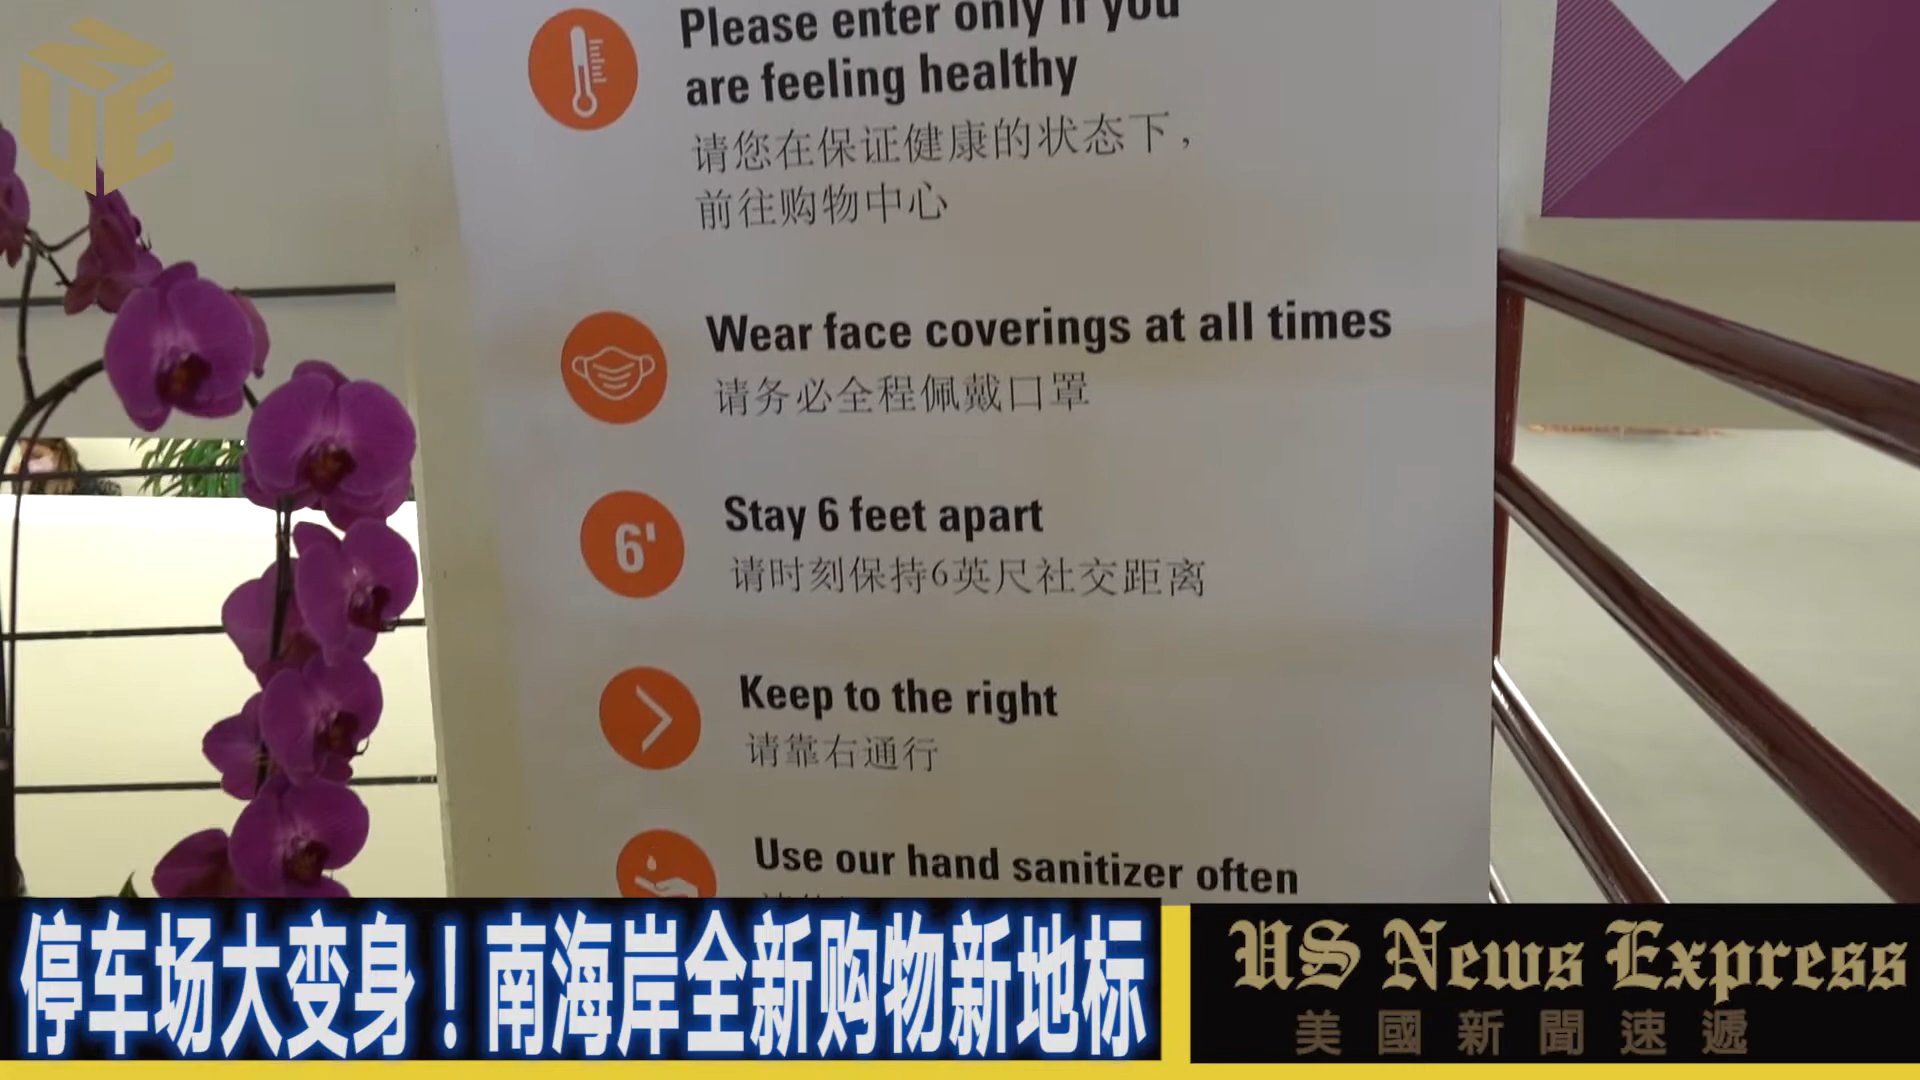 UNE
Please enter only if you
are feeling healthy
请您在保证健康的状态下，
前往购物中心
Wear face coverings at all times
请务必全程佩戴口罩
6'
Stay 6 feet apart
请时刻保持6英尺社交距离
Keep to the right
请靠右通行
Use our hand sanitizer often
停车场大变身！南海岸全新购物新地标
US News Express
美國新聞速遞